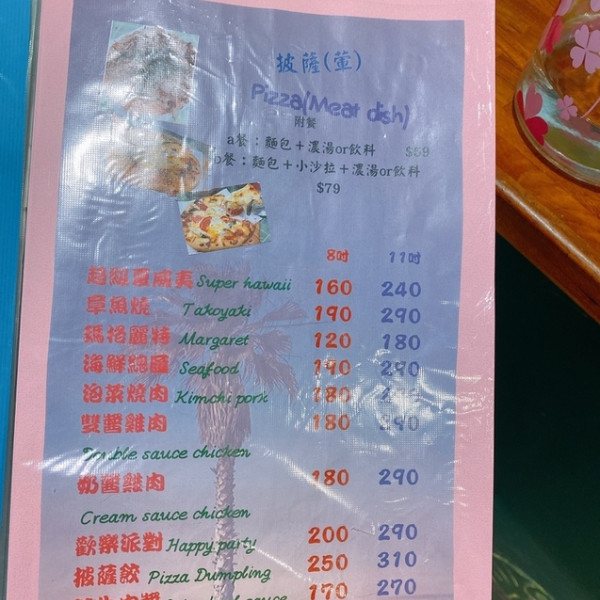 披薩(葷)
Pizza(Meat dish)
附餐
a餐：麵包＋濃湯or飲料 $59
b餐：麵包＋小沙拉＋濃湯or飲料
$79
8吋 11吋
超級夏威夷 Super hawaii 160 240
章魚燒 Takoyaki 190 290
瑪格麗特 Margaret 120 180
海鮮總匯 Seafood 190 290
泡菜燒肉 Kimchi pork 180
雙醬雞肉 180 290
Double sauce chicken
奶醬雞肉 180 290
Cream sauce chicken
歡樂派對 Happy party 200 290
披薩餃 Pizza Dumpling 250 310
170 270